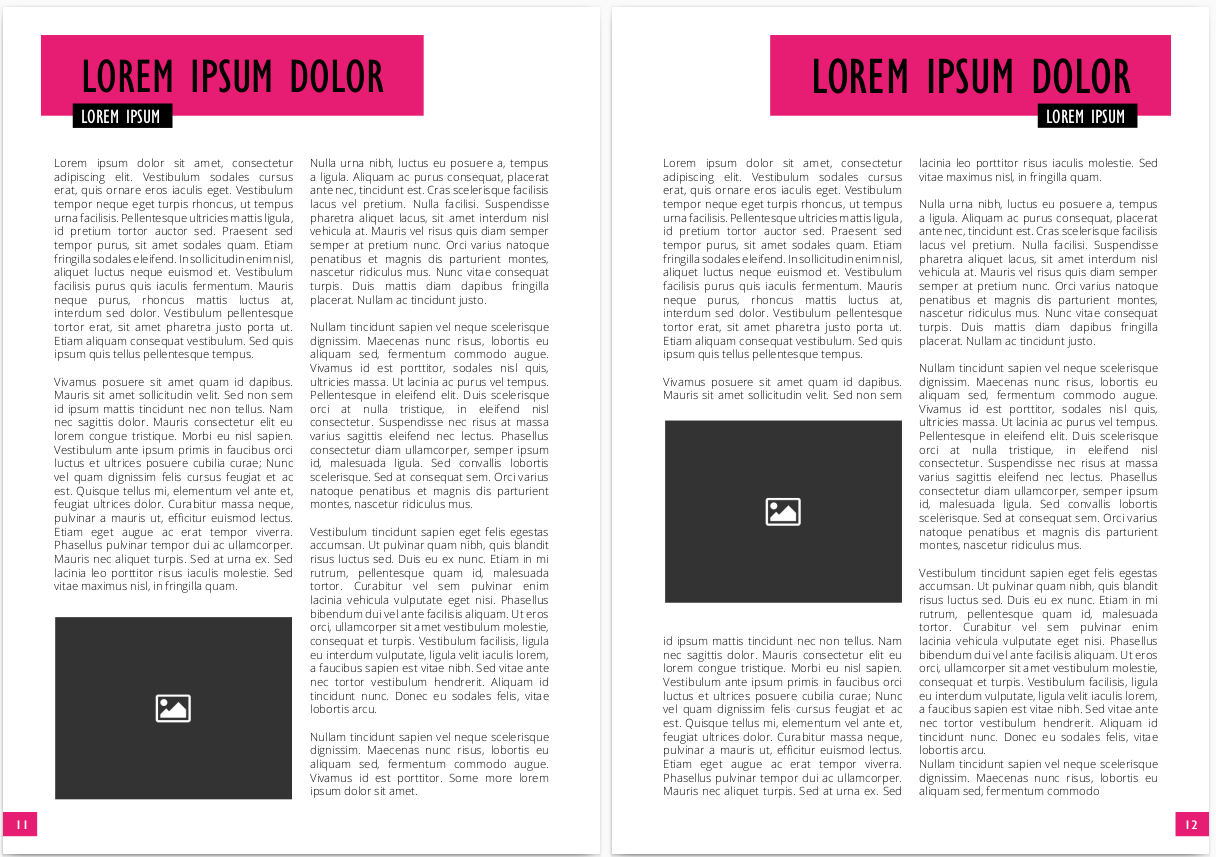 LOREM IPSUM DOLOR
LOREM IPSUM
Lorem ipsum dolor sit amet, consectetur
adipiscing elit. Vestibulum sodales cursus
erat, quis ornare eros iaculis eget. Vestibulum
tempor neque eget turpis rhoncus, ut tempus
urna facilisis. Pellentesque ultricies mattis ligula,
id pretium tortor auctor sed. Praesent sed
tempor purus, sit amet sodales quam. Etiam
fringilla sodales eleifend. In sollicitudin enim nisl,
aliquet luctus neque euismod et. Vestibulum
facilisis purus quis iaculis fermentum. Mauris
neque purus, rhoncus mattis luctus at,
interdum sed dolor. Vestibulum pellentesque
tortor erat, sit amet pharetra justo porta ut.
Etiam aliquam consequat vestibulum. Sed quis
ipsum quis tellus pellentesque tempus.
Vivamus posuere sit amet quam id dapibus.
Mauris sit amet sollicitudin velit. Sed non sem
id ipsum mattis tincidunt nec non tellus. Nam
nec sagittis dolor. Mauris consectetur elit eu
lorem congue tristique. Morbi eu nisl sapien.
Vestibulum ante ipsum primis in faucibus orci
luctus et ultrices posuere cubilia curae; Nunc
vel quam dignissim felis cursus feugiat et ac
est. Quisque tellus mi, elementum vel ante et,
feugiat ultrices dolor. Curabitur massa neque,
pulvinar a mauris ut, efficitur euismod lectus.
Etiam eget augue ac erat tempor viverra.
Phasellus pulvinar tempor dui ac ullamcorper.
Mauris nec aliquet turpis. Sed at urna ex. Sed
lacinia leo porttitor risus iaculis molestie. Sed
vitae maximus nisl, in fringilla quam.
Nulla urna nibh, luctus eu posuere a, tempus
a ligula. Aliquam ac purus consequat, placerat
ante nec, tincidunt est. Cras scelerisque facilisis
lacus vel pretium. Nulla facilisi. Suspendisse
pharetra aliquet lacus, sit amet interdum nisl
vehicula at. Mauris vel risus quis diam semper
semper at pretium nunc. Orci varius natoque
penatibus et magnis dis parturient montes,
nascetur ridiculus mus. Nunc vitae consequat
turpis. Duis mattis diam dapibus fringilla
placerat. Nullam ac tincidunt justo.
Nullam tincidunt sapien vel neque scelerisque
dignissim. Maecenas nunc risus, lobortis eu
aliquam sed, fermentum commodo augue.
Vivamus id est porttitor, sodales nisl quis,
ultricies massa. Ut lacinia ac purus vel tempus.
Pellentesque in eleifend elit. Duis scelerisque
orci at nulla tristique, in eleifend nisl
consectetur. Suspendisse nec risus at massa
varius sagittis eleifend nec lectus. Phasellus
consectetur diam ullamcorper, semper ipsum
id, malesuada ligula. Sed convallis lobortis
scelerisque. Sed at consequat sem. Orci varius
natoque penatibus et magnis dis parturient
montes, nascetur ridiculus mus.
Vestibulum tincidunt sapien eget felis egestas
accumsan. Ut pulvinar quam nibh, quis blandit
risus luctus sed. Duis eu ex nunc. Etiam in mi
rutrum, pellentesque quam id, malesuada
tortor. Curabitur vel sem pulvinar enim
lacinia vehicula vulputate eget nisi. Phasellus
bibendum dui vel ante facilisis aliquam. Ut eros
orci, ullamcorper sit amet vestibulum molestie,
consequat et turpis. Vestibulum facilisis, ligula
eu interdum vulputate, ligula velit iaculis lorem,
a faucibus sapien est vitae nibh. Sed vitae ante
nec tortor vestibulum hendrerit. Aliquam id
tincidunt nunc. Donec eu sodales felis, vitae
lobortis arcu.
Nullam tincidunt sapien vel neque scelerisque
dignissim. Maecenas nunc risus, lobortis eu
aliquam sed, fermentum commodo augue.
Vivamus id est porttitor. Some more lorem
ipsum dolor sit amet.
11
LOREM IPSUM DOLOR
LOREM IPSUM
Lorem ipsum dolor sit amet, consectetur
adipiscing elit. Vestibulum sodales cursus
erat, quis ornare eros iaculis eget. Vestibulum
tempor neque eget turpis rhoncus, ut tempus
urna facilisis. Pellentesque ultricies mattis ligula,
id pretium tortor auctor sed. Praesent sed
tempor purus, sit amet sodales quam. Etiam
fringilla sodales eleifend. In sollicitudin enim nisl,
aliquet luctus neque euismod et. Vestibulum
facilisis purus quis iaculis fermentum. Mauris
neque purus, rhoncus mattis luctus at,
interdum sed dolor. Vestibulum pellentesque
tortor erat, sit amet pharetra justo porta ut.
Etiam aliquam consequat vestibulum. Sed quis
ipsum quis tellus pellentesque tempus.
Vivamus posuere sit amet quam id dapibus.
Mauris sit amet sollicitudin velit. Sed non sem
id ipsum mattis tincidunt nec non tellus. Nam
nec sagittis dolor. Mauris consectetur elit eu
lorem congue tristique. Morbi eu nisl sapien.
Vestibulum ante ipsum primis in faucibus orci
luctus et ultrices posuere cubilia curae; Nunc
vel quam dignissim felis cursus feugiat et ac
est. Quisque tellus mi, elementum vel ante et,
feugiat ultrices dolor. Curabitur massa neque,
pulvinar a mauris ut, efficitur euismod lectus.
Etiam eget augue ac erat tempor viverra.
Phasellus pulvinar tempor dui ac ullamcorper.
Mauris nec aliquet turpis. Sed at urna ex. Sed
lacinia leo porttitor risus iaculis molestie. Sed
vitae maximus nisl, in fringilla quam.
Nulla urna nibh, luctus eu posuere a, tempus
a ligula. Aliquam ac purus consequat, placerat
ante nec, tincidunt est. Cras scelerisque facilisis
lacus vel pretium. Nulla facilisi. Suspendisse
pharetra aliquet lacus, sit amet interdum nisl
vehicula at. Mauris vel risus quis diam semper
semper at pretium nunc. Orci varius natoque
penatibus et magnis dis parturient montes,
nascetur ridiculus mus. Nunc vitae consequat
turpis. Duis mattis diam dapibus fringilla
placerat. Nullam ac tincidunt justo.
Nullam tincidunt sapien vel neque scelerisque
dignissim. Maecenas nunc risus, lobortis eu
aliquam sed, fermentum commodo augue.
Vivamus id est porttitor, sodales nisl quis,
ultricies massa. Ut lacinia ac purus vel tempus.
Pellentesque in eleifend elit. Duis scelerisque
orci at nulla tristique, in eleifend nisl
consectetur. Suspendisse nec risus at massa
varius sagittis eleifend nec lectus. Phasellus
consectetur diam ullamcorper, semper ipsum
id, malesuada ligula. Sed convallis lobortis
scelerisque. Sed at consequat sem. Orci varius
natoque penatibus et magnis dis parturient
montes, nascetur ridiculus mus.
Vestibulum tincidunt sapien eget felis egestas
accumsan. Ut pulvinar quam nibh, quis blandit
risus luctus sed. Duis eu ex nunc. Etiam in mi
rutrum, pellentesque quam id, malesuada
tortor. Curabitur vel sem pulvinar enim
lacinia vehicula vulputate eget nisi. Phasellus
bibendum dui vel ante facilisis aliquam. Ut eros
orci, ullamcorper sit amet vestibulum molestie,
consequat et turpis. Vestibulum facilisis, ligula
eu interdum vulputate, ligula velit iaculis lorem,
a faucibus sapien est vitae nibh. Sed vitae ante
nec tortor vestibulum hendrerit. Aliquam id
tincidunt nunc. Donec eu sodales felis, vitae
lobortis arcu.
Nullam tincidunt sapien vel neque scelerisque
dignissim. Maecenas nunc risus, lobortis eu
aliquam sed, fermentum commodo
12